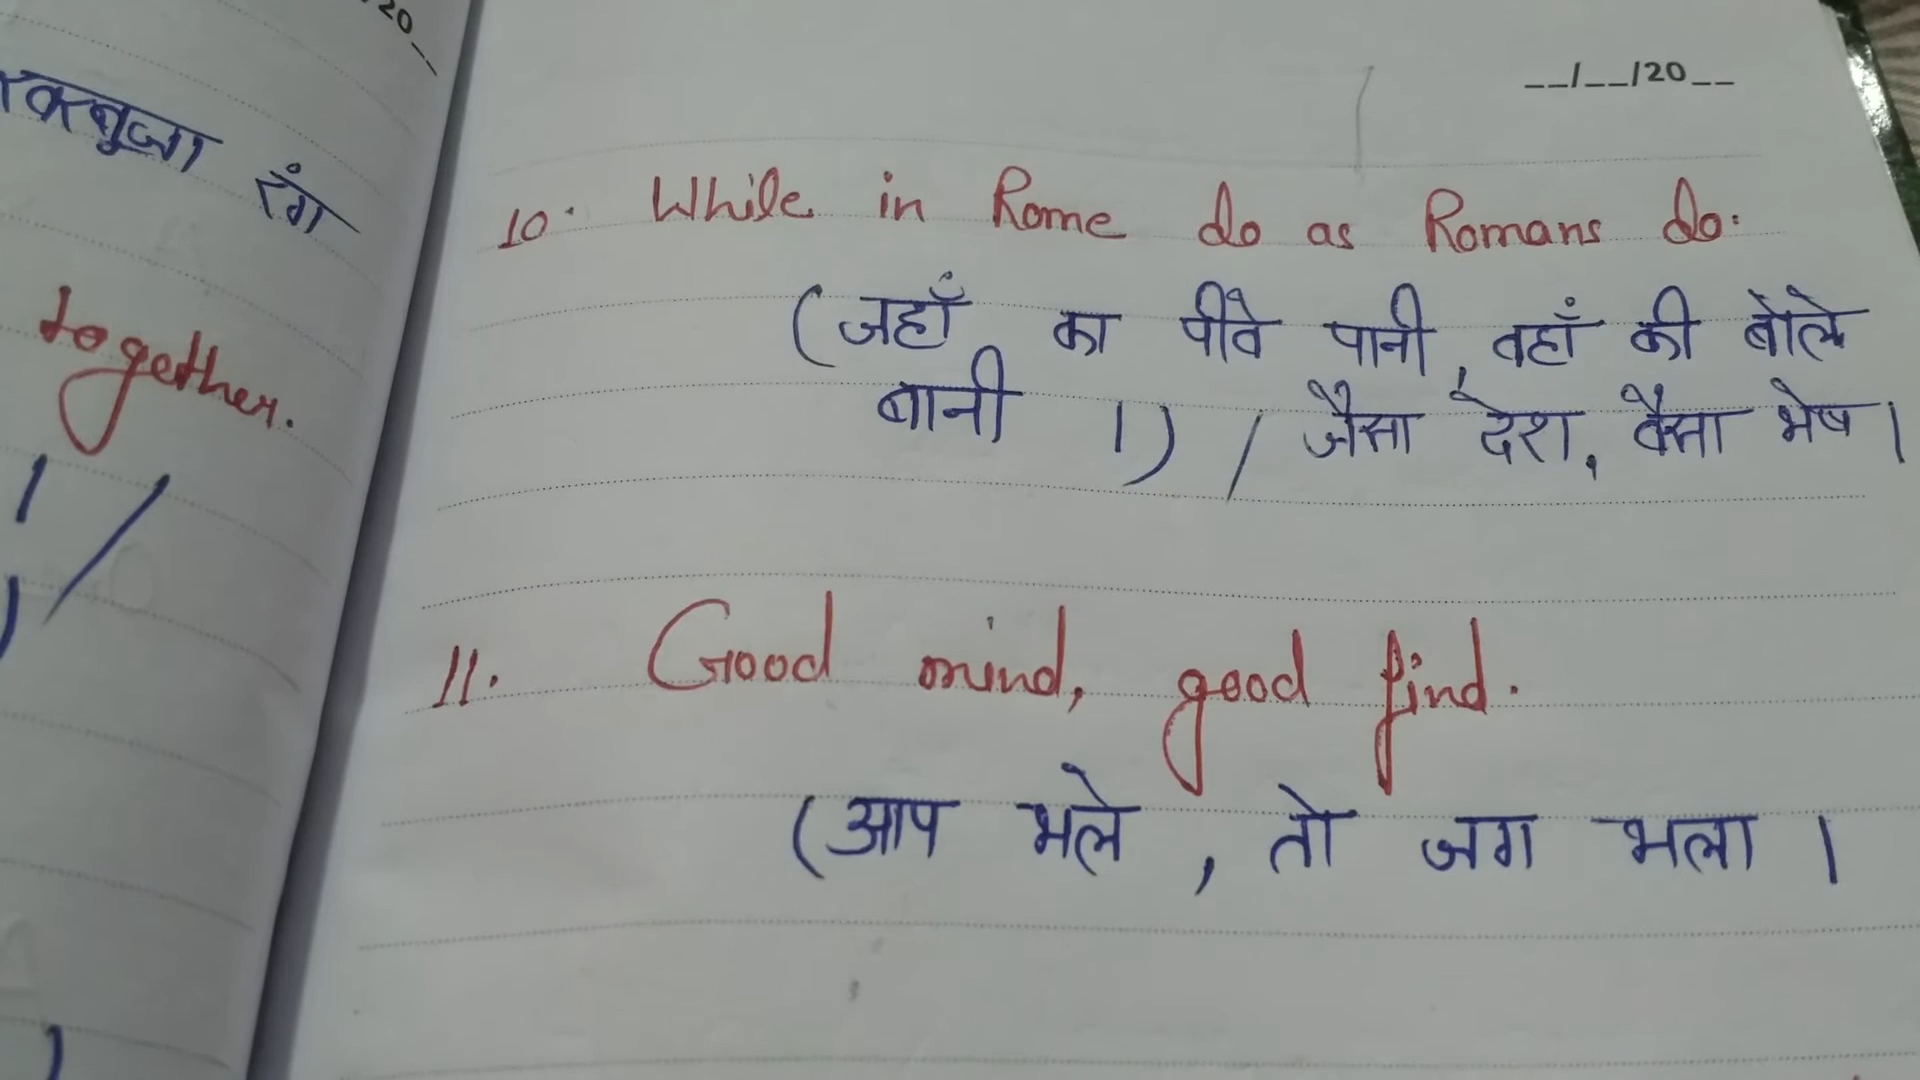 रंग
together.
__/__/20__
10. While in Rome do as Romans do.
(जहाँ का पीवे पानी, वहाँ की बोले
बानी ।) / जैसा देश, वैसा भेष ।
11. Good mind, good find.
(आप भले, तो जग भला ।